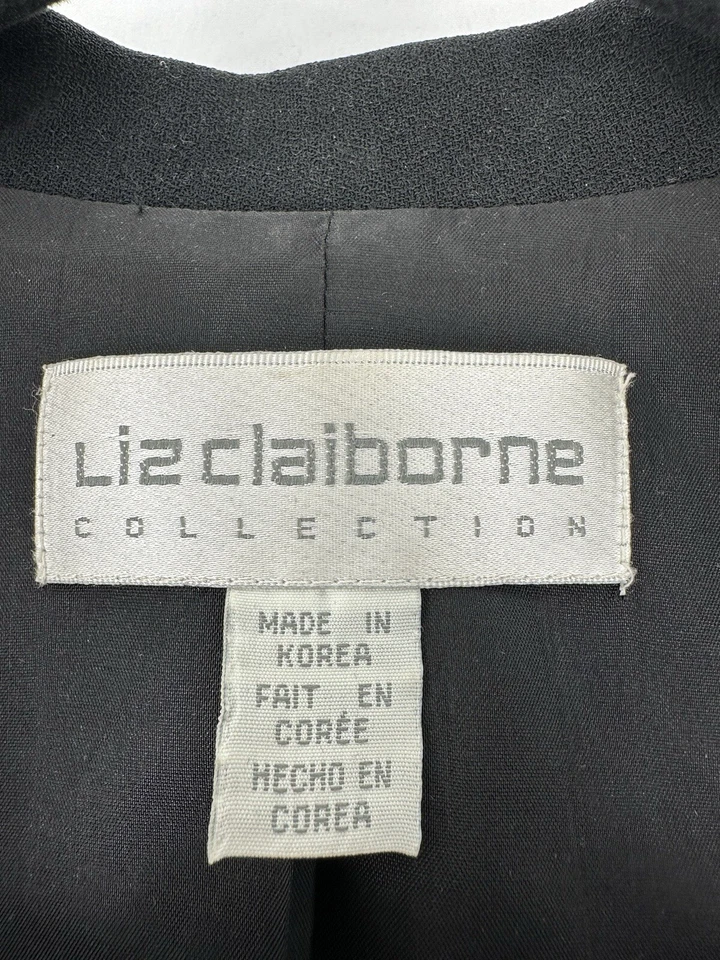 Liz claiborne
COLLECTION
MADE IN
KOREA
FAIT EN
CORÉE
HECHO EN
COREA